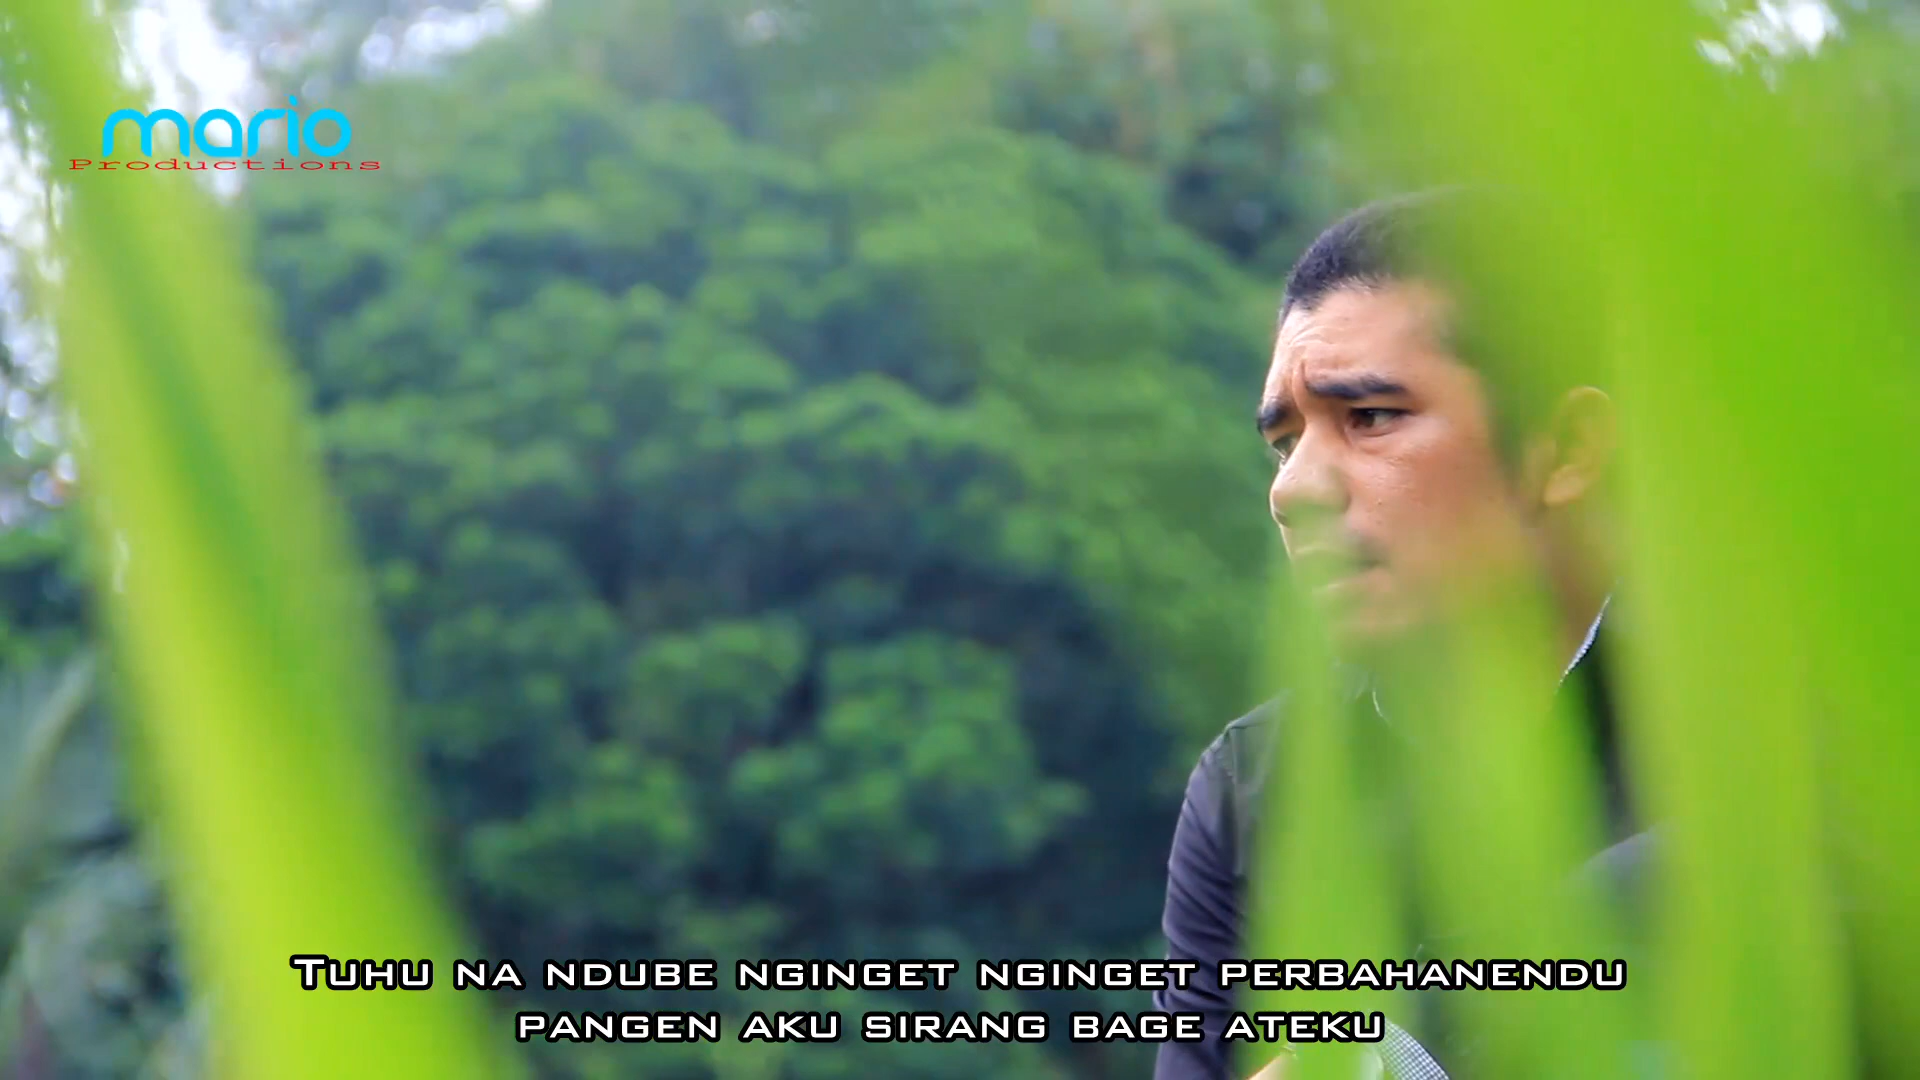 mario
Productions
Tuhu na ndube nginget nginget perbahanendu
pangen aku sirang bage ateku